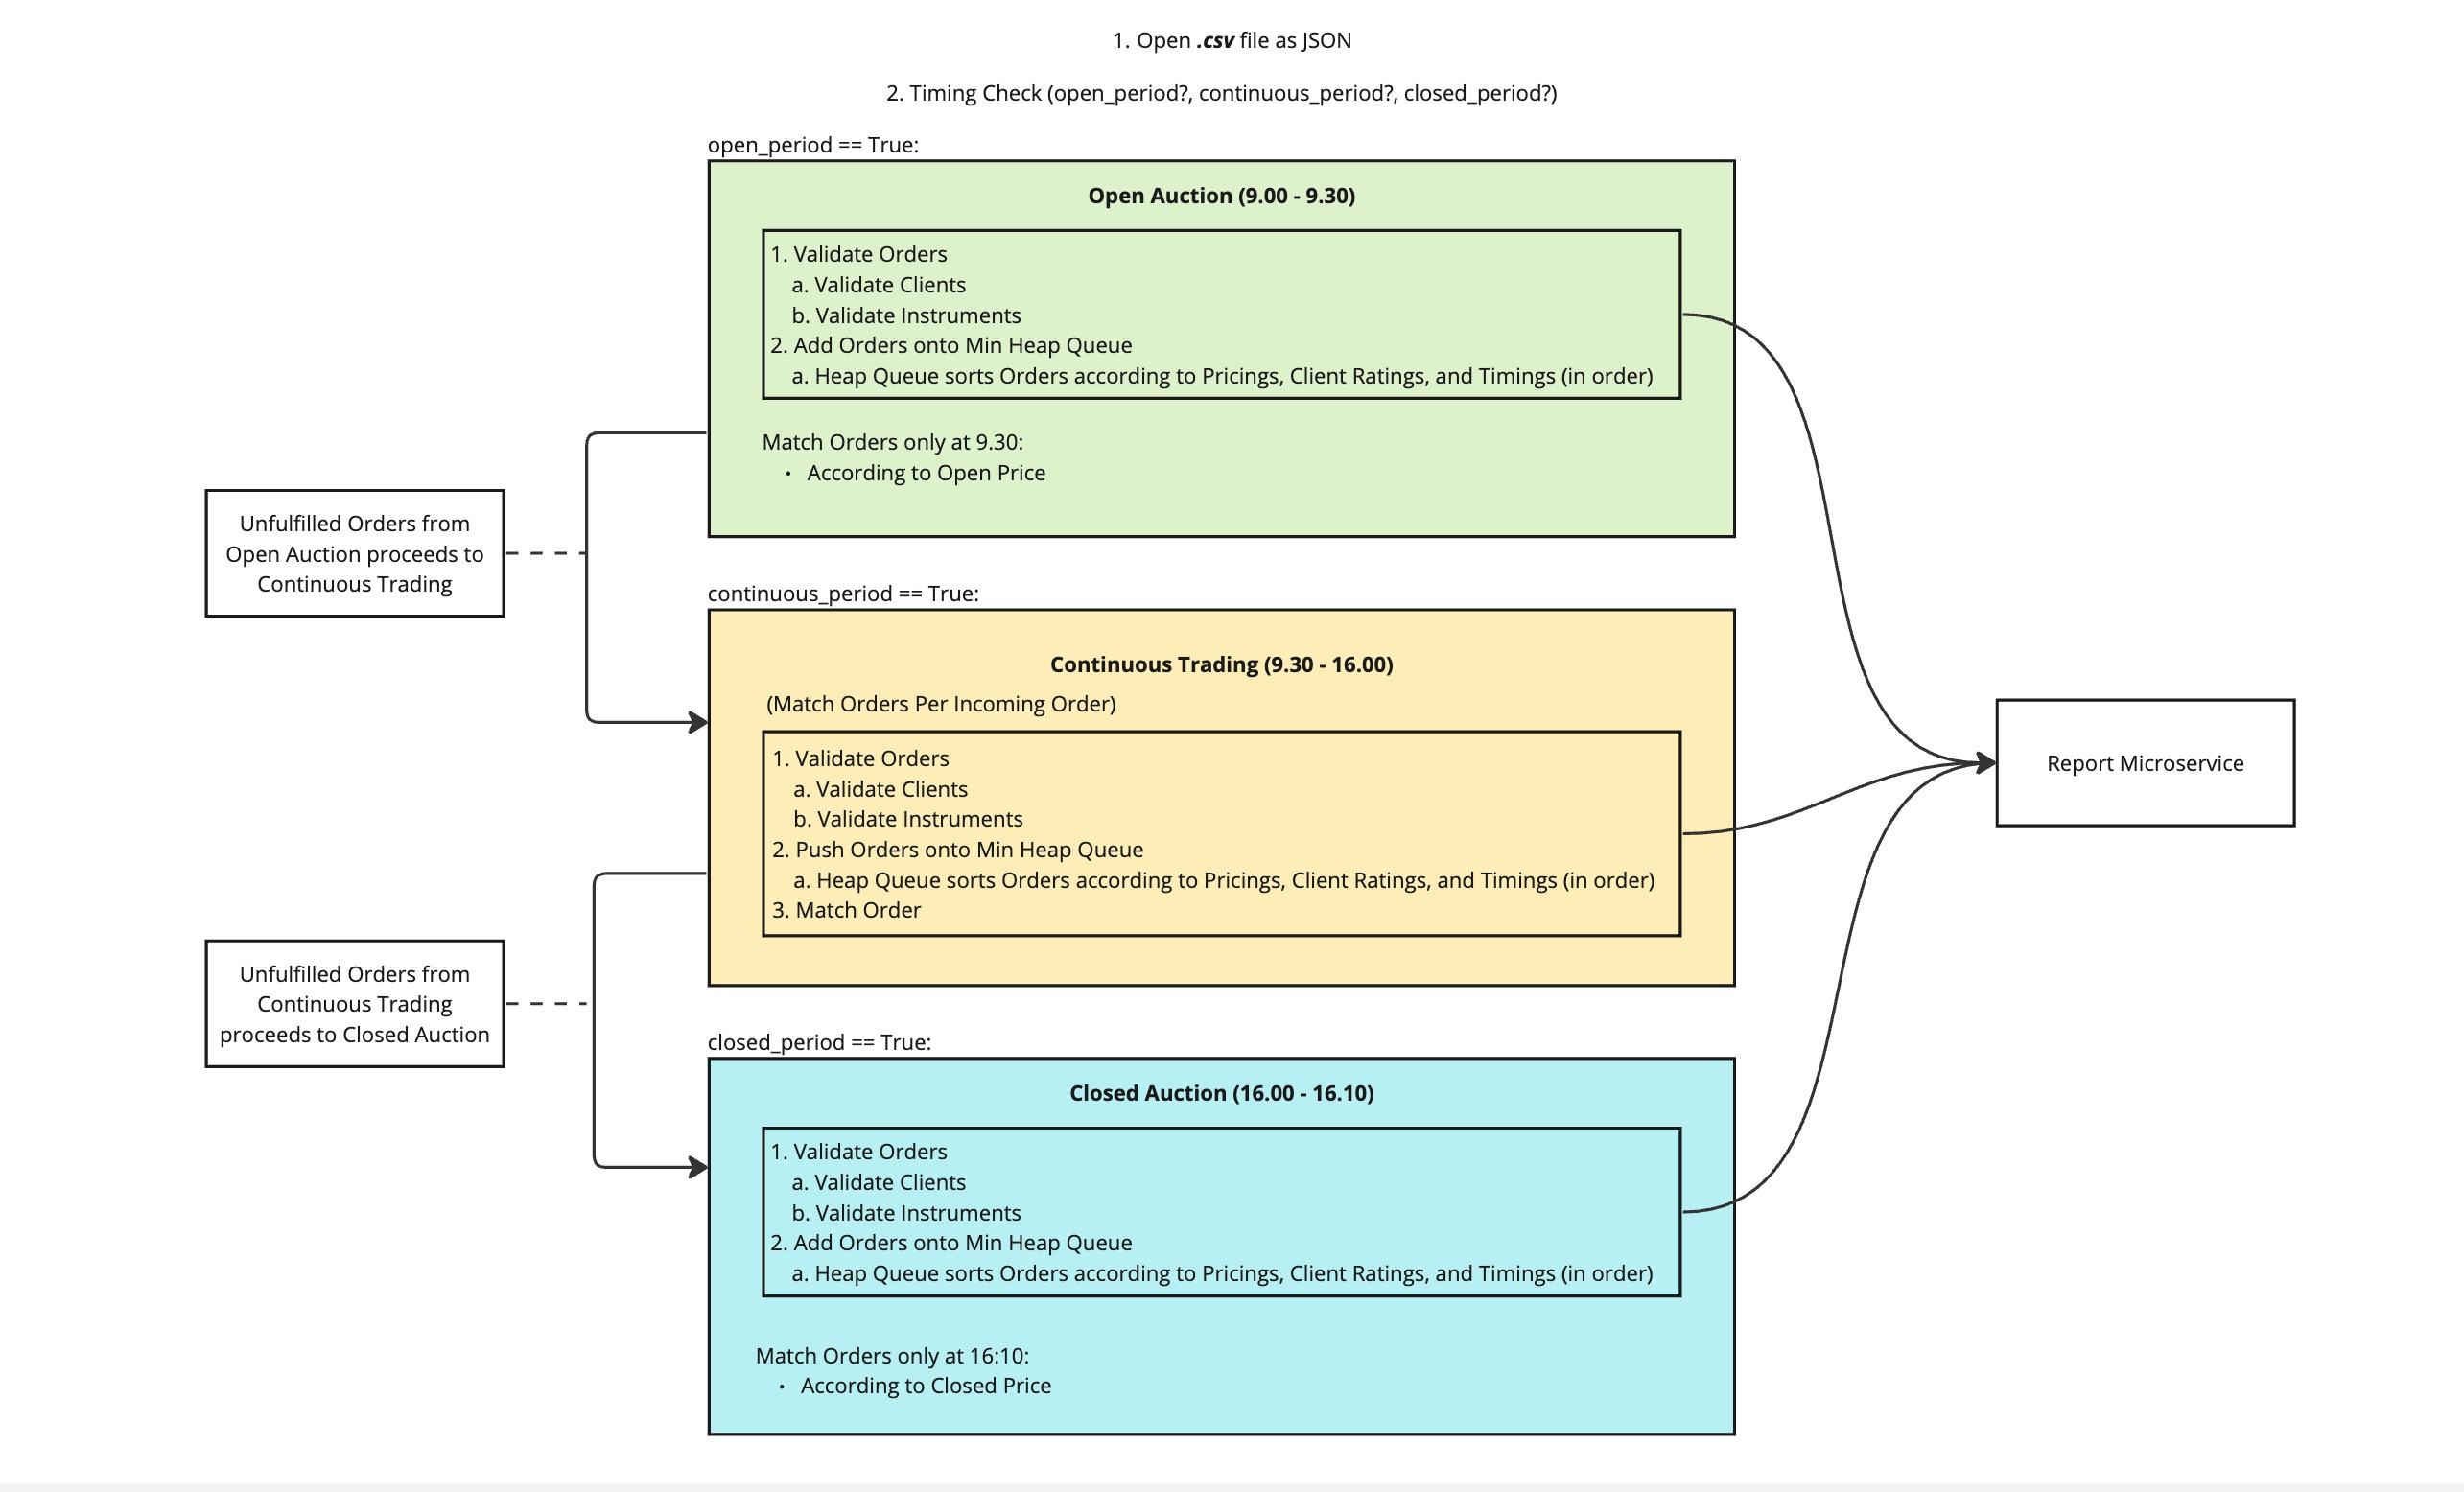 1. Open .csv file as JSON
2. Timing Check (open_period?, continuous_period?, closed_period?)
open_period == True:
Open Auction (9.00 - 9.30)
1. Validate Orders
a. Validate Clients
b. Validate Instruments
2. Add Orders onto Min Heap Queue
a. Heap Queue sorts Orders according to Pricings, Client Ratings, and Timings (in order)
Match Orders only at 9.30:
• According to Open Price
Unfulfilled Orders from
Open Auction proceeds to
Continuous Trading
continuous_period == True:
Continuous Trading (9.30 - 16.00)
(Match Orders Per Incoming Order)
1. Validate Orders
a. Validate Clients
b. Validate Instruments
2. Push Orders onto Min Heap Queue
a. Heap Queue sorts Orders according to Pricings, Client Ratings, and Timings (in order)
3. Match Order
Report Microservice
Unfulfilled Orders from
Continuous Trading
proceeds to Closed Auction
closed_period == True:
Closed Auction (16.00 - 16.10)
1. Validate Orders
a. Validate Clients
b. Validate Instruments
2. Add Orders onto Min Heap Queue
a. Heap Queue sorts Orders according to Pricings, Client Ratings, and Timings (in order)
Match Orders only at 16:10:
• According to Closed Price